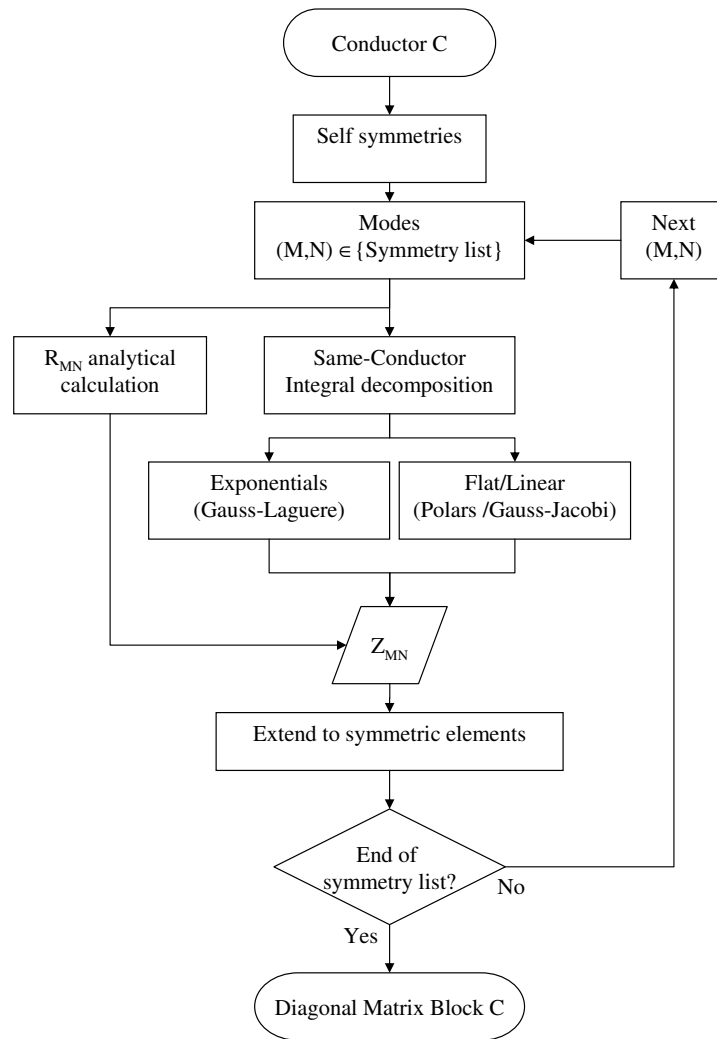 Conductor C
Self symmetries
Modes
(M,N) ∈ {Symmetry list}
Next
(M,N)
R_MN analytical
calculation
Same-Conductor
Integral decomposition
Exponentials
(Gauss-Laguere)
Flat/Linear
(Polars /Gauss-Jacobi)
Z_MN
Extend to symmetric elements
End of
symmetry list?
No
Yes
Diagonal Matrix Block C